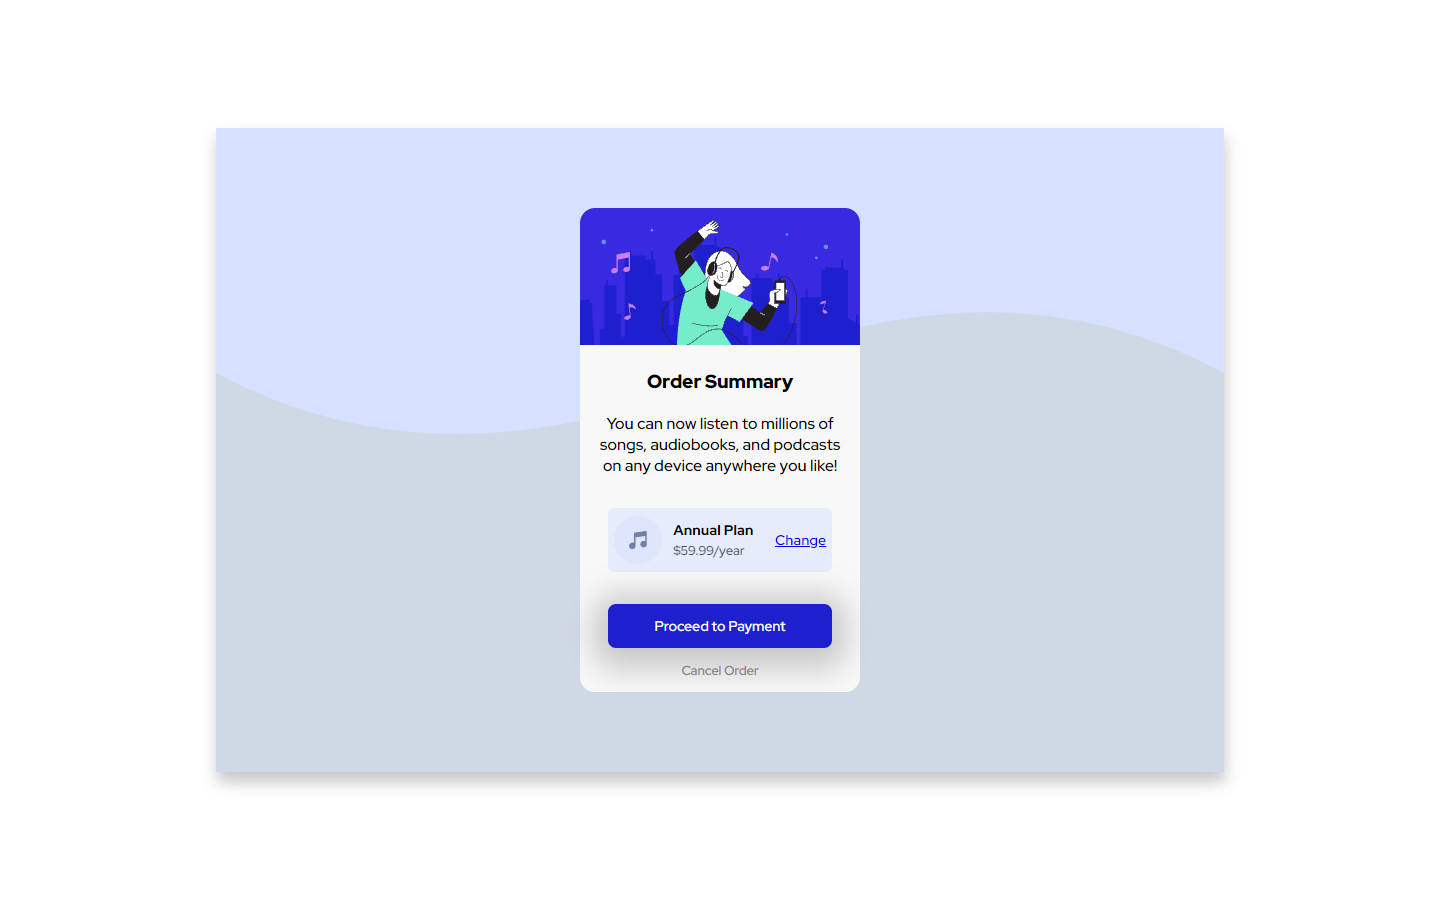 Order Summary
You can now listen to millions of
songs, audiobooks, and podcasts
on any device anywhere you like!
Annual Plan
$59.99/year
Change
Proceed to Payment
Cancel Order